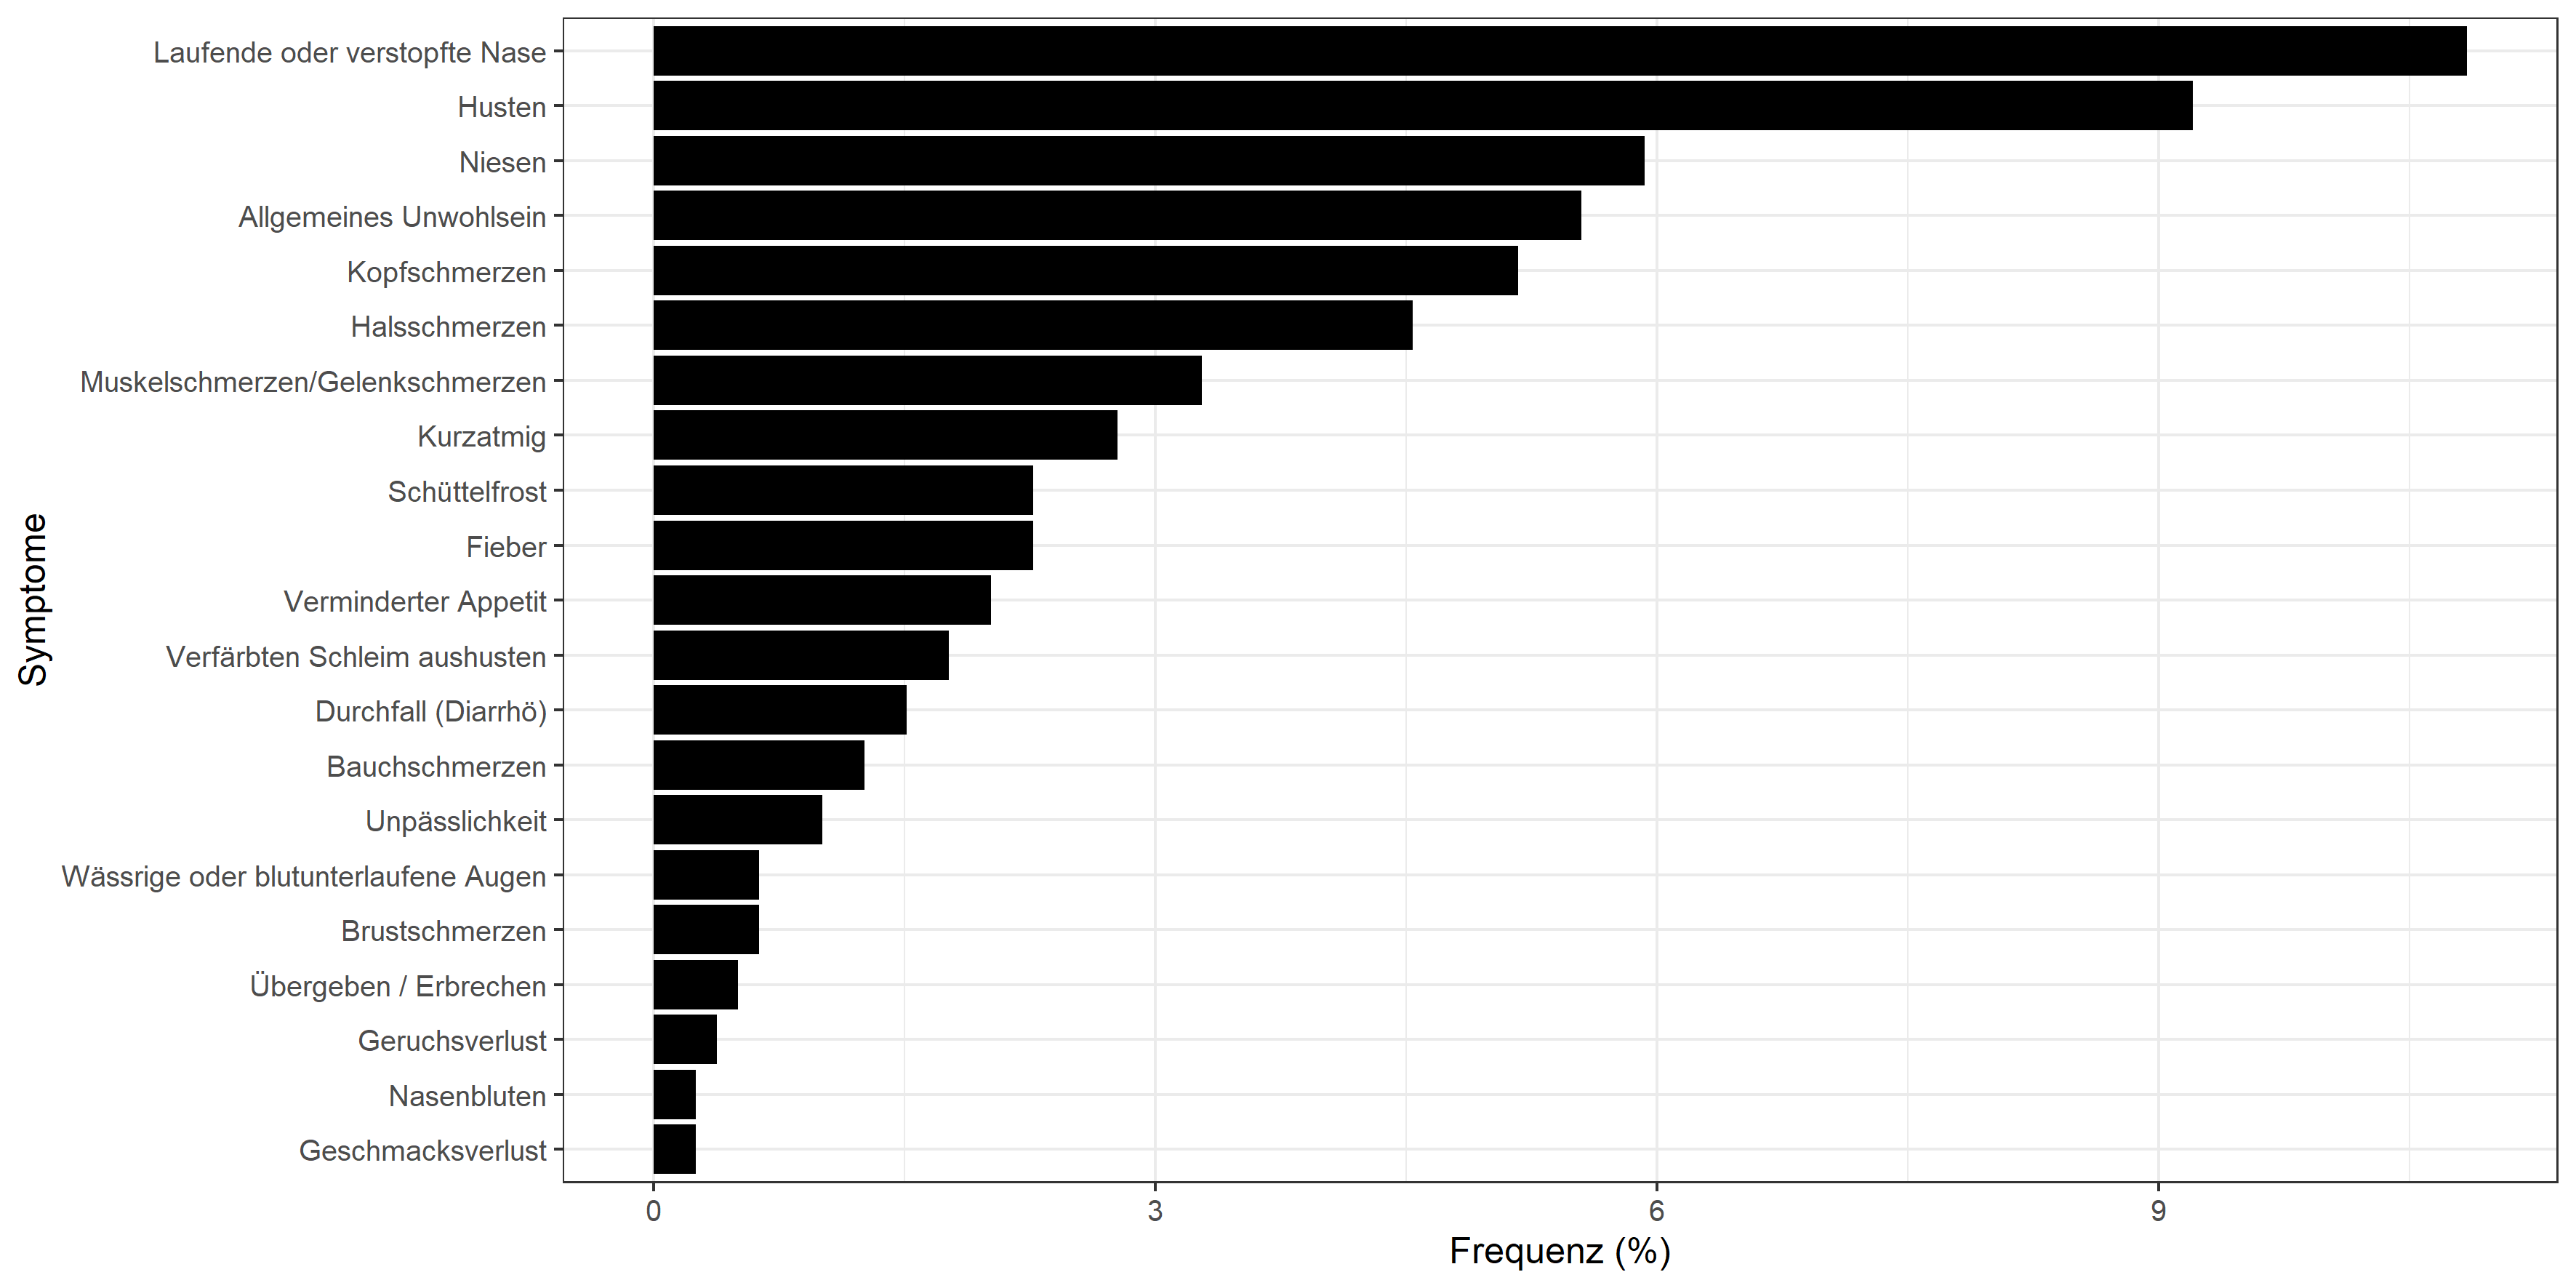 Laufende oder verstopfte Nase
Husten
Niesen
Allgemeines Unwohlsein
Kopfschmerzen
Halsschmerzen
Muskelschmerzen/Gelenkschmerzen
Kurzatmig
Schüttelfrost
Fieber
Verminderter Appetit
Verfärbten Schleim aushusten
Durchfall (Diarrhö)
Bauchschmerzen
Unpässlichkeit
Wässrige oder blutunterlaufene Augen
Brustschmerzen
Übergeben / Erbrechen
Geruchsverlust
Nasenbluten
Geschmacksverlust
Symptome
0 3 6 9
Frequenz (%)